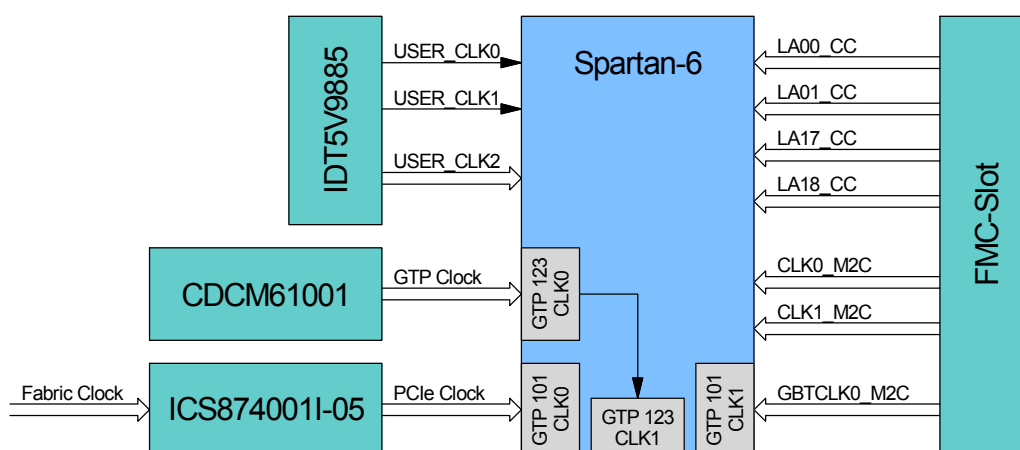 IDT5V9885
USER_CLK0
USER_CLK1
USER_CLK2
Spartan-6
LA00_CC
LA01_CC
LA17_CC
LA18_CC
FMC-Slot
CDCM61001
GTP Clock
GTP 123
CLK0
CLK0_M2C
CLK1_M2C
Fabric Clock
ICS874001I-05
PCIe Clock
GTP 101
CLK0
GTP 123
CLK1
GTP 101
CLK1
GBTCLK0_M2C